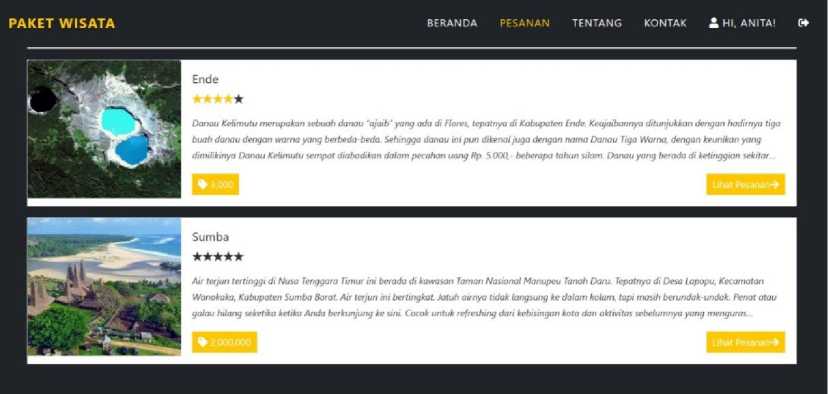 PAKET WISATA
BERANDA PESANAN TENTANG KONTAK HI, ANITA!
Ende
Danau Kelimutu merupakan sebuah danau "ajaib" yang ada di Flores, tepatnya di Kabupaten Ende. Keajaibannya ditunjukkan dengan hadirnya tiga
buah danau dengan warna yang berbeda-beda. Sehingga danau ini pun dikenal juga dengan nama Danau Tiga Warna, dengan keunikan yang
dimilikinya Danau Kelimutu sempat diabadikan dalam pecahan uang Rp. 5.000,- beberapa tahun silam. Danau yang berada di ketinggian sekitar...
3,000
Lihat Pesanan
Sumba
Air terjun tertinggi di Nusa Tenggara Timur ini berada di kawasan Taman Nasional Manupeu Tanah Daru. Tepatnya di Desa Lapopu, Kecamatan
Wanokaka, Kabupaten Sumba Barat. Air terjun ini bertingkat. Jatuh airnya tidak langsung ke dalam kolam, tapi masih berundak-undak. Penat atau
galau hilang seketika ketika Anda berkunjung ke sini. Cocok untuk refreshing dari kebisingan kota dan aktivitas sebelumnya yang menguras...
2,000,000
Lihat Pesanan